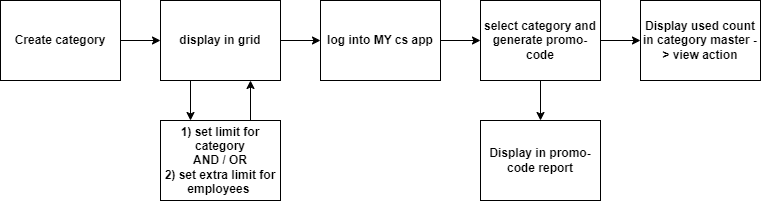 Create category
display in grid
log into MY cs app
select category and
generate promo-
code
Display used count
in category master -
> view action
1) set limit for
category
AND / OR
2) set extra limit for
employees
Display in promo-
code report